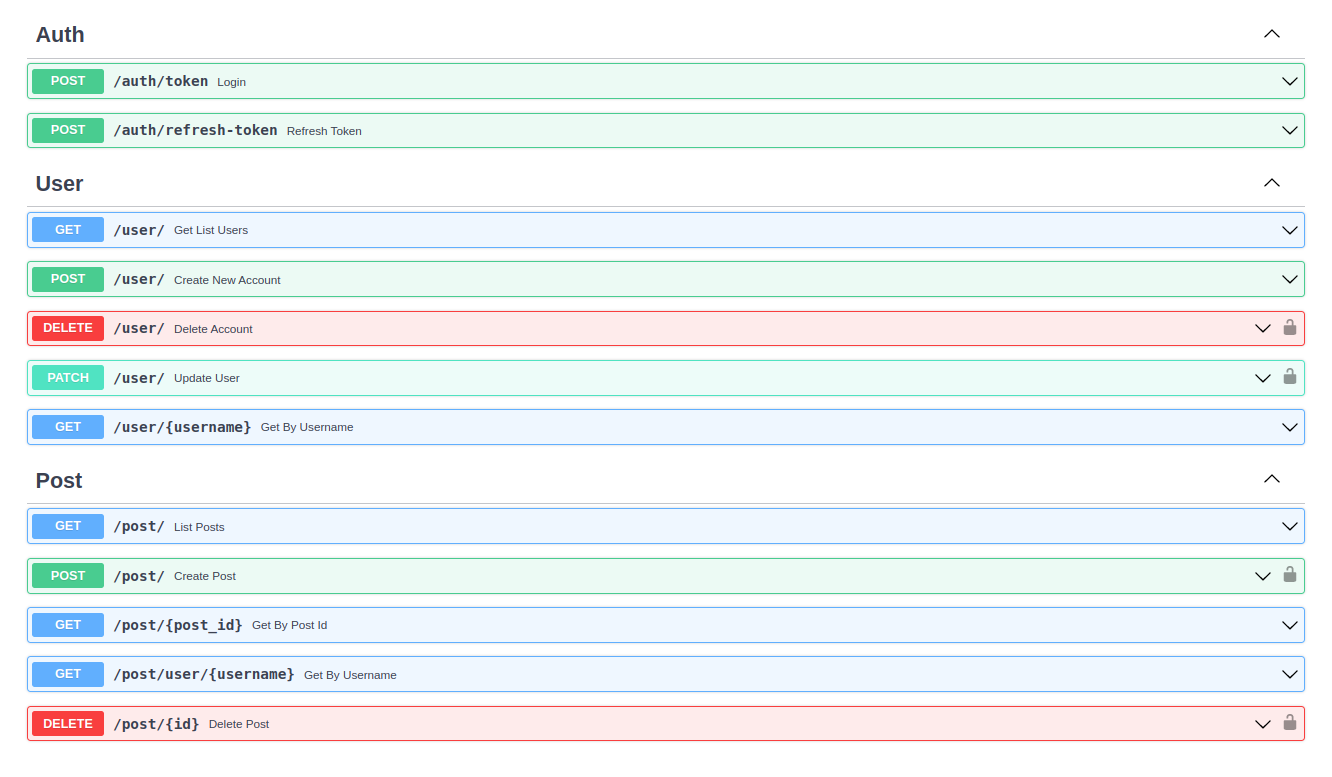 Auth
POST /auth/token Login
POST /auth/refresh-token Refresh Token
User
GET /user/ Get List Users
POST /user/ Create New Account
DELETE /user/ Delete Account
PATCH /user/ Update User
GET /user/{username} Get By Username
Post
GET /post/ List Posts
POST /post/ Create Post
GET /post/{post_id} Get By Post Id
GET /post/user/{username} Get By Username
DELETE /post/{id} Delete Post